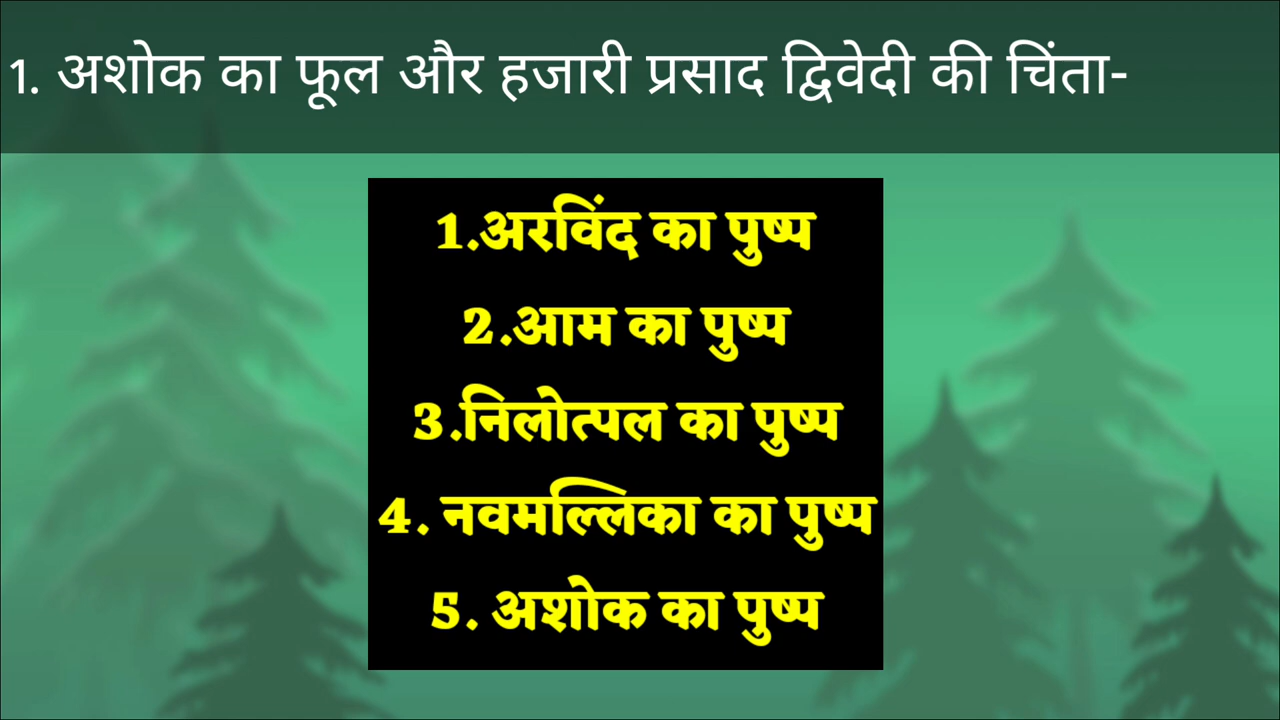 1. अशोक का फूल और हजारी प्रसाद द्विवेदी की चिंता-
1.अरविंद का पुष्प
2.आम का पुष्प
3.निलोत्पल का पुष्प
4. नवमल्लिका का पुष्प
5. अशोक का पुष्प